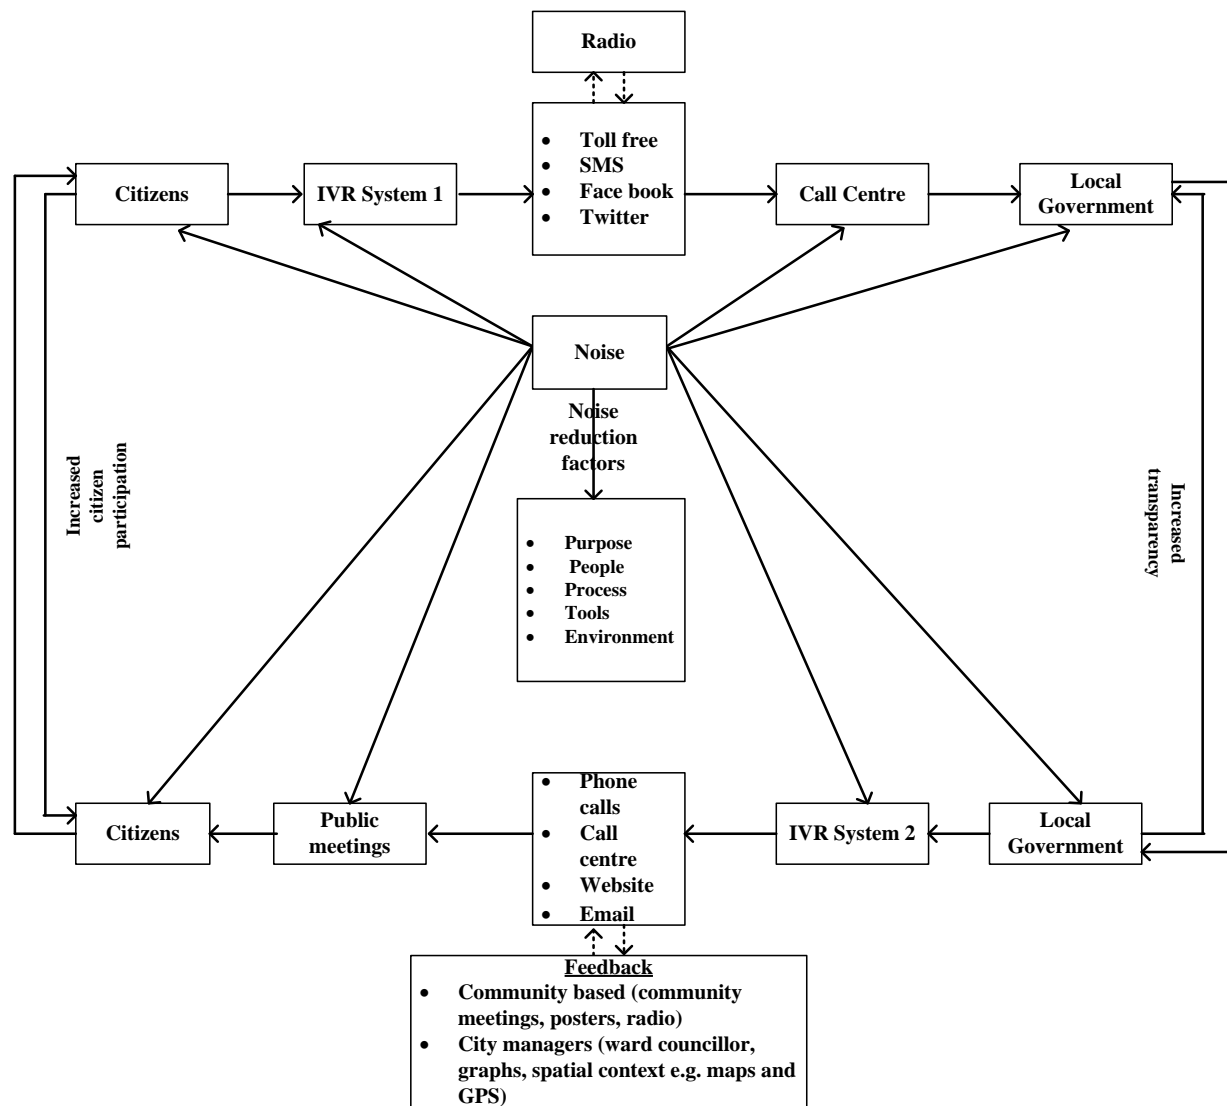 Radio
• Toll free
• SMS
• Face book
• Twitter
Citizens
IVR System 1
Call Centre
Local
Government
Noise
Noise
reduction
factors
• Purpose
• People
• Process
• Tools
• Environment
Increased
citizen
participation
Increased
transparency
Citizens
Public
meetings
• Phone
calls
• Call
centre
• Website
• Email
IVR System 2
Local
Government
Feedback
• Community based (community
meetings, posters, radio)
• City managers (ward councillor,
graphs, spatial context e.g. maps and
GPS)